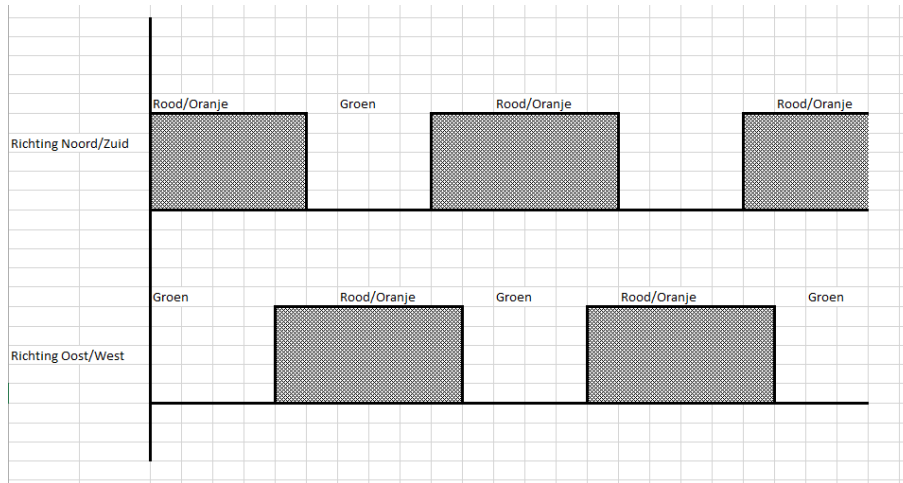 Rood/Oranje Groen Rood/Oranje Rood/Oranje
Richting Noord/Zuid
Groen Rood/Oranje Groen Rood/Oranje Groen
Richting Oost/West